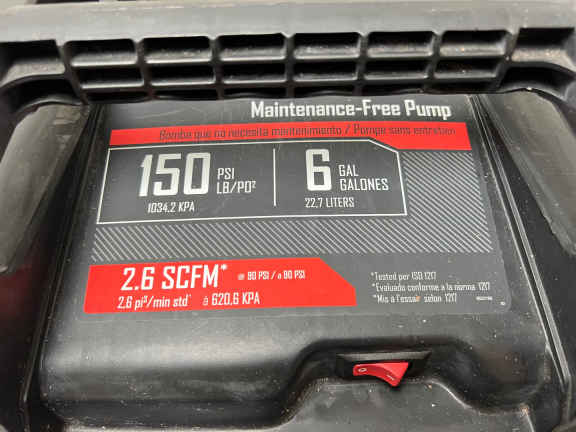 Maintenance-Free Pump
Bomba que no necesita mantenimiento / Pompe sans entretien
150 PSI LB/PO²
1034,2 KPA
6 GAL GALONES
22,7 LITERS
2.6 SCFM* @ 90 PSI / a 90 PSI
2.6 pi³/min std* à 620,6 KPA
*Tested per ISO 1217
*Evaluado conforme a la norma 1217
*Mis à l'essai selon 1217